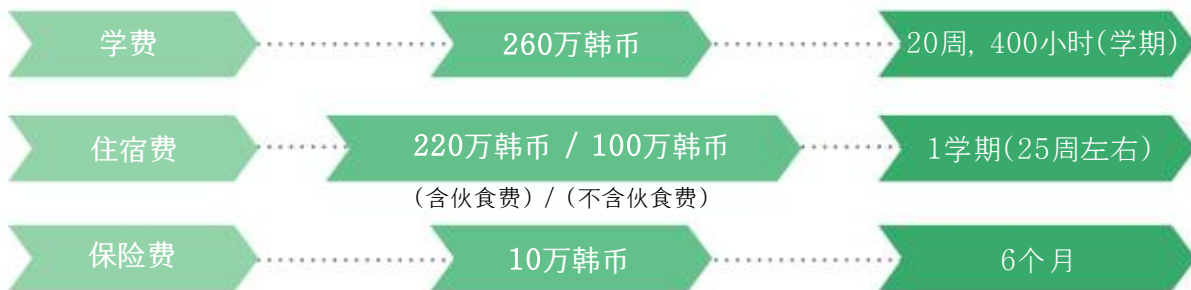 学费 260万韩币 20周, 400小时(学期)
住宿费 220万韩币 / 100万韩币 1学期(25周左右)
(含伙食费) / (不含伙食费)
保险费 10万韩币 6个月